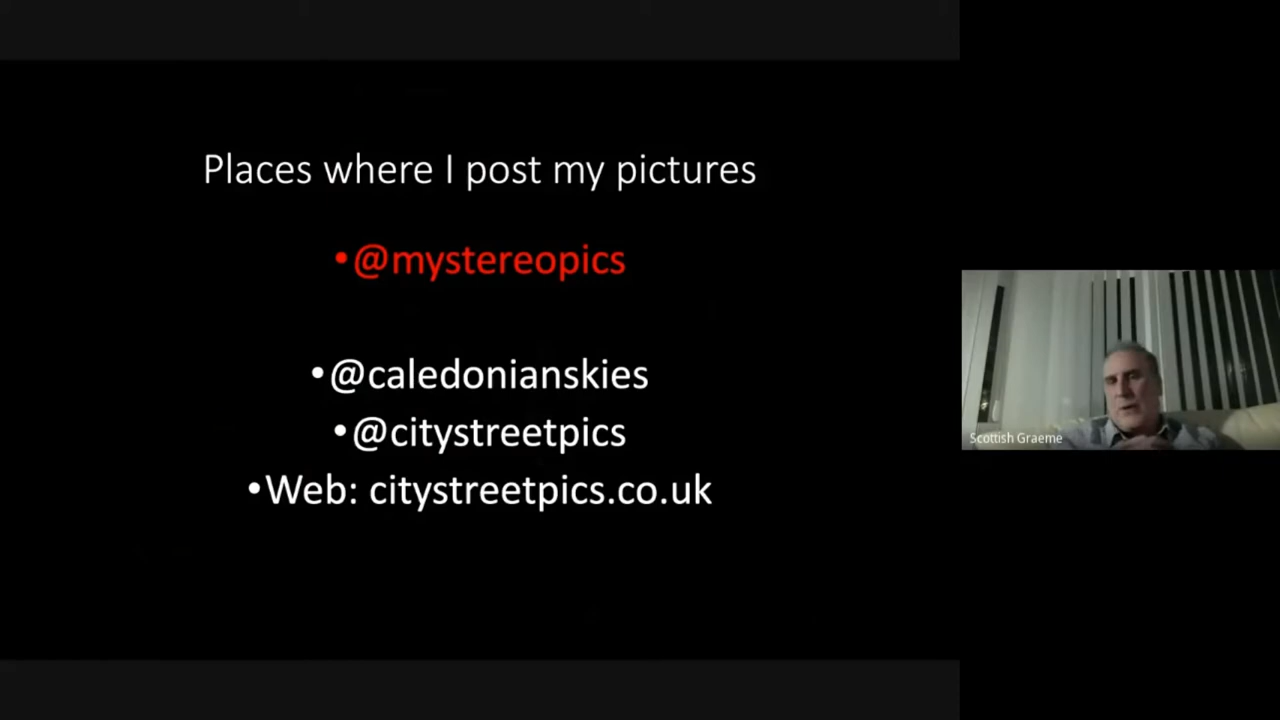 Places where I post my pictures
•@mystereopics
•@caledonianskies
•@citystreetpics
•Web: citystreetpics.co.uk
Scottish Graeme